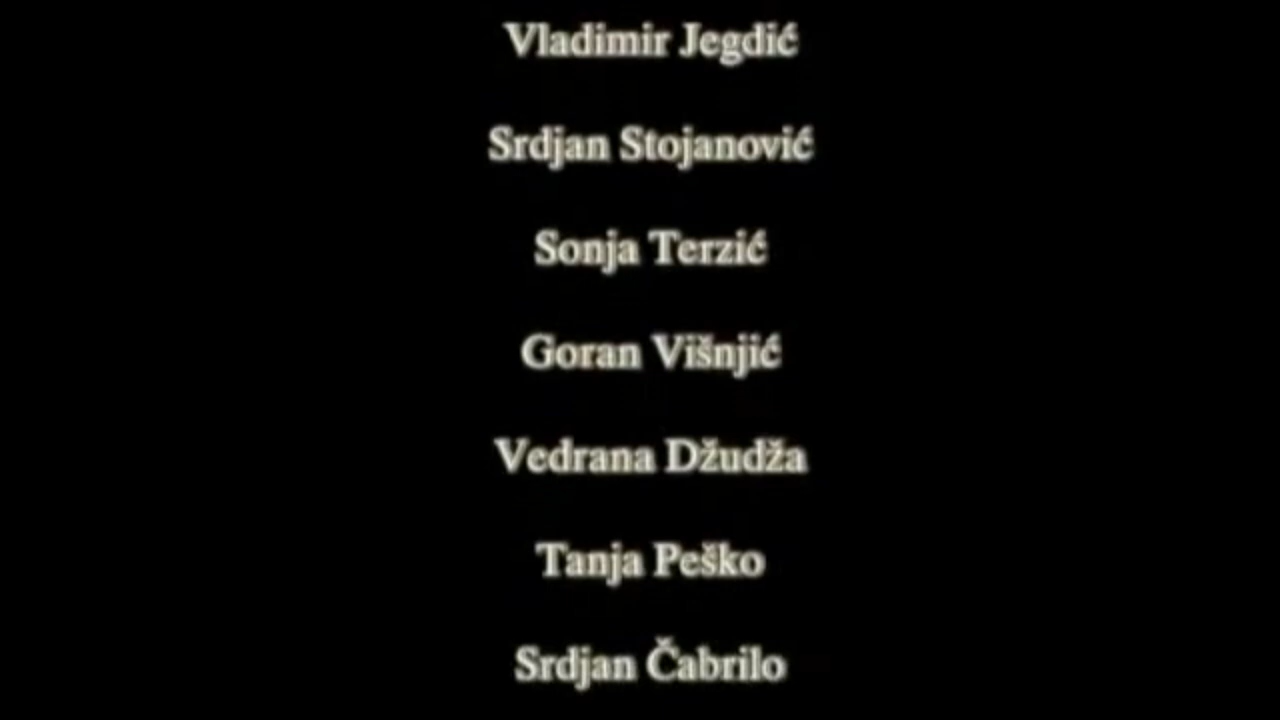 Vladimir Jegdić
Srdjan Stojanović
Sonja Terzić
Goran Višnjić
Vedrana Džudža
Tanja Peško
Srdjan Čabrilo